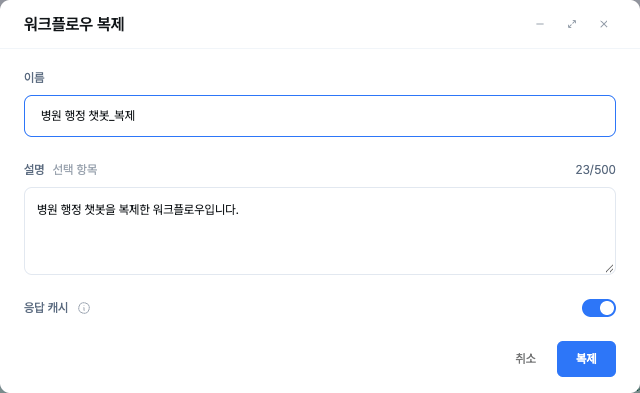 워크플로우 복제
이름
병원 행정 챗봇_복제
설명 선택 항목 23/500
병원 행정 챗봇을 복제한 워크플로우입니다.
응답 캐시
취소 복제